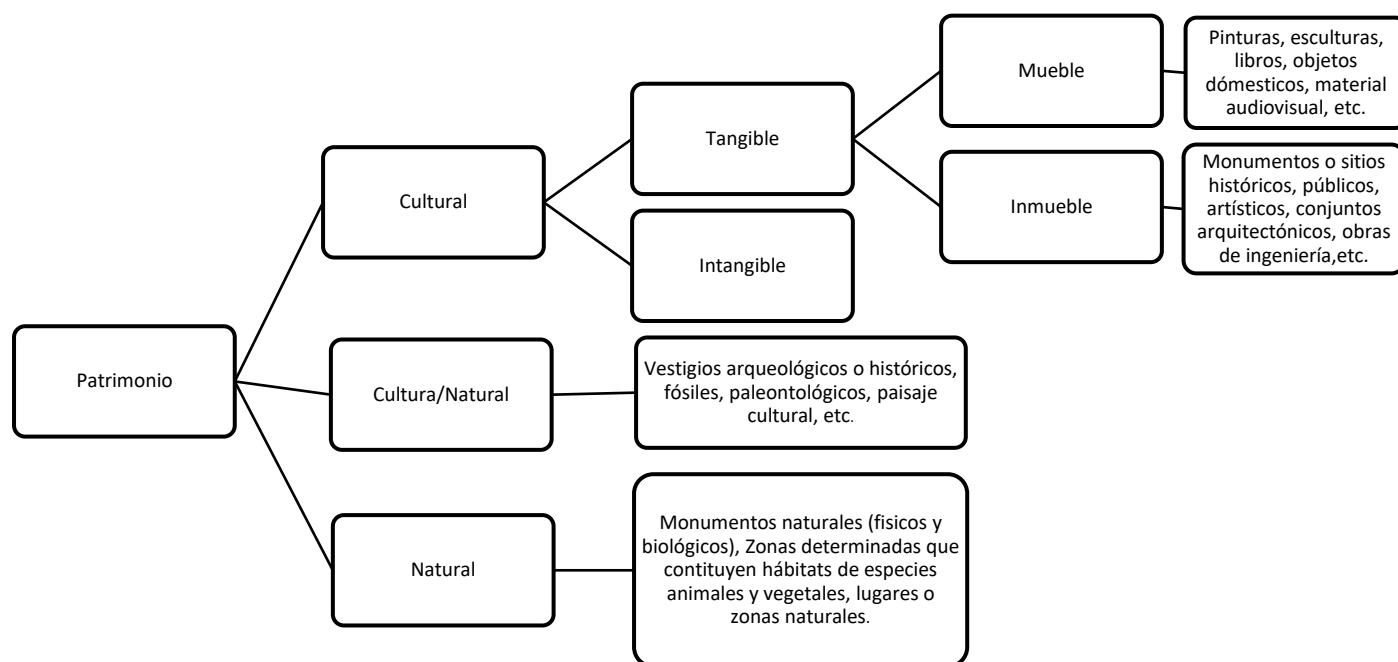 Patrimonio
Cultural
Tangible
Mueble
Pinturas, esculturas,
libros, objetos
dómesticos, material
audiovisual, etc.
Inmueble
Monumentos o sitios
históricos, públicos,
artísticos, conjuntos
arquitectónicos, obras
de ingeniería,etc.
Intangible
Cultura/Natural
Vestigios arqueológicos o históricos,
fósiles, paleontológicos, paisaje
cultural, etc.
Natural
Monumentos naturales (fisicos y
biológicos), Zonas determinadas que
contituyen hábitats de especies
animales y vegetales, lugares o
zonas naturales.